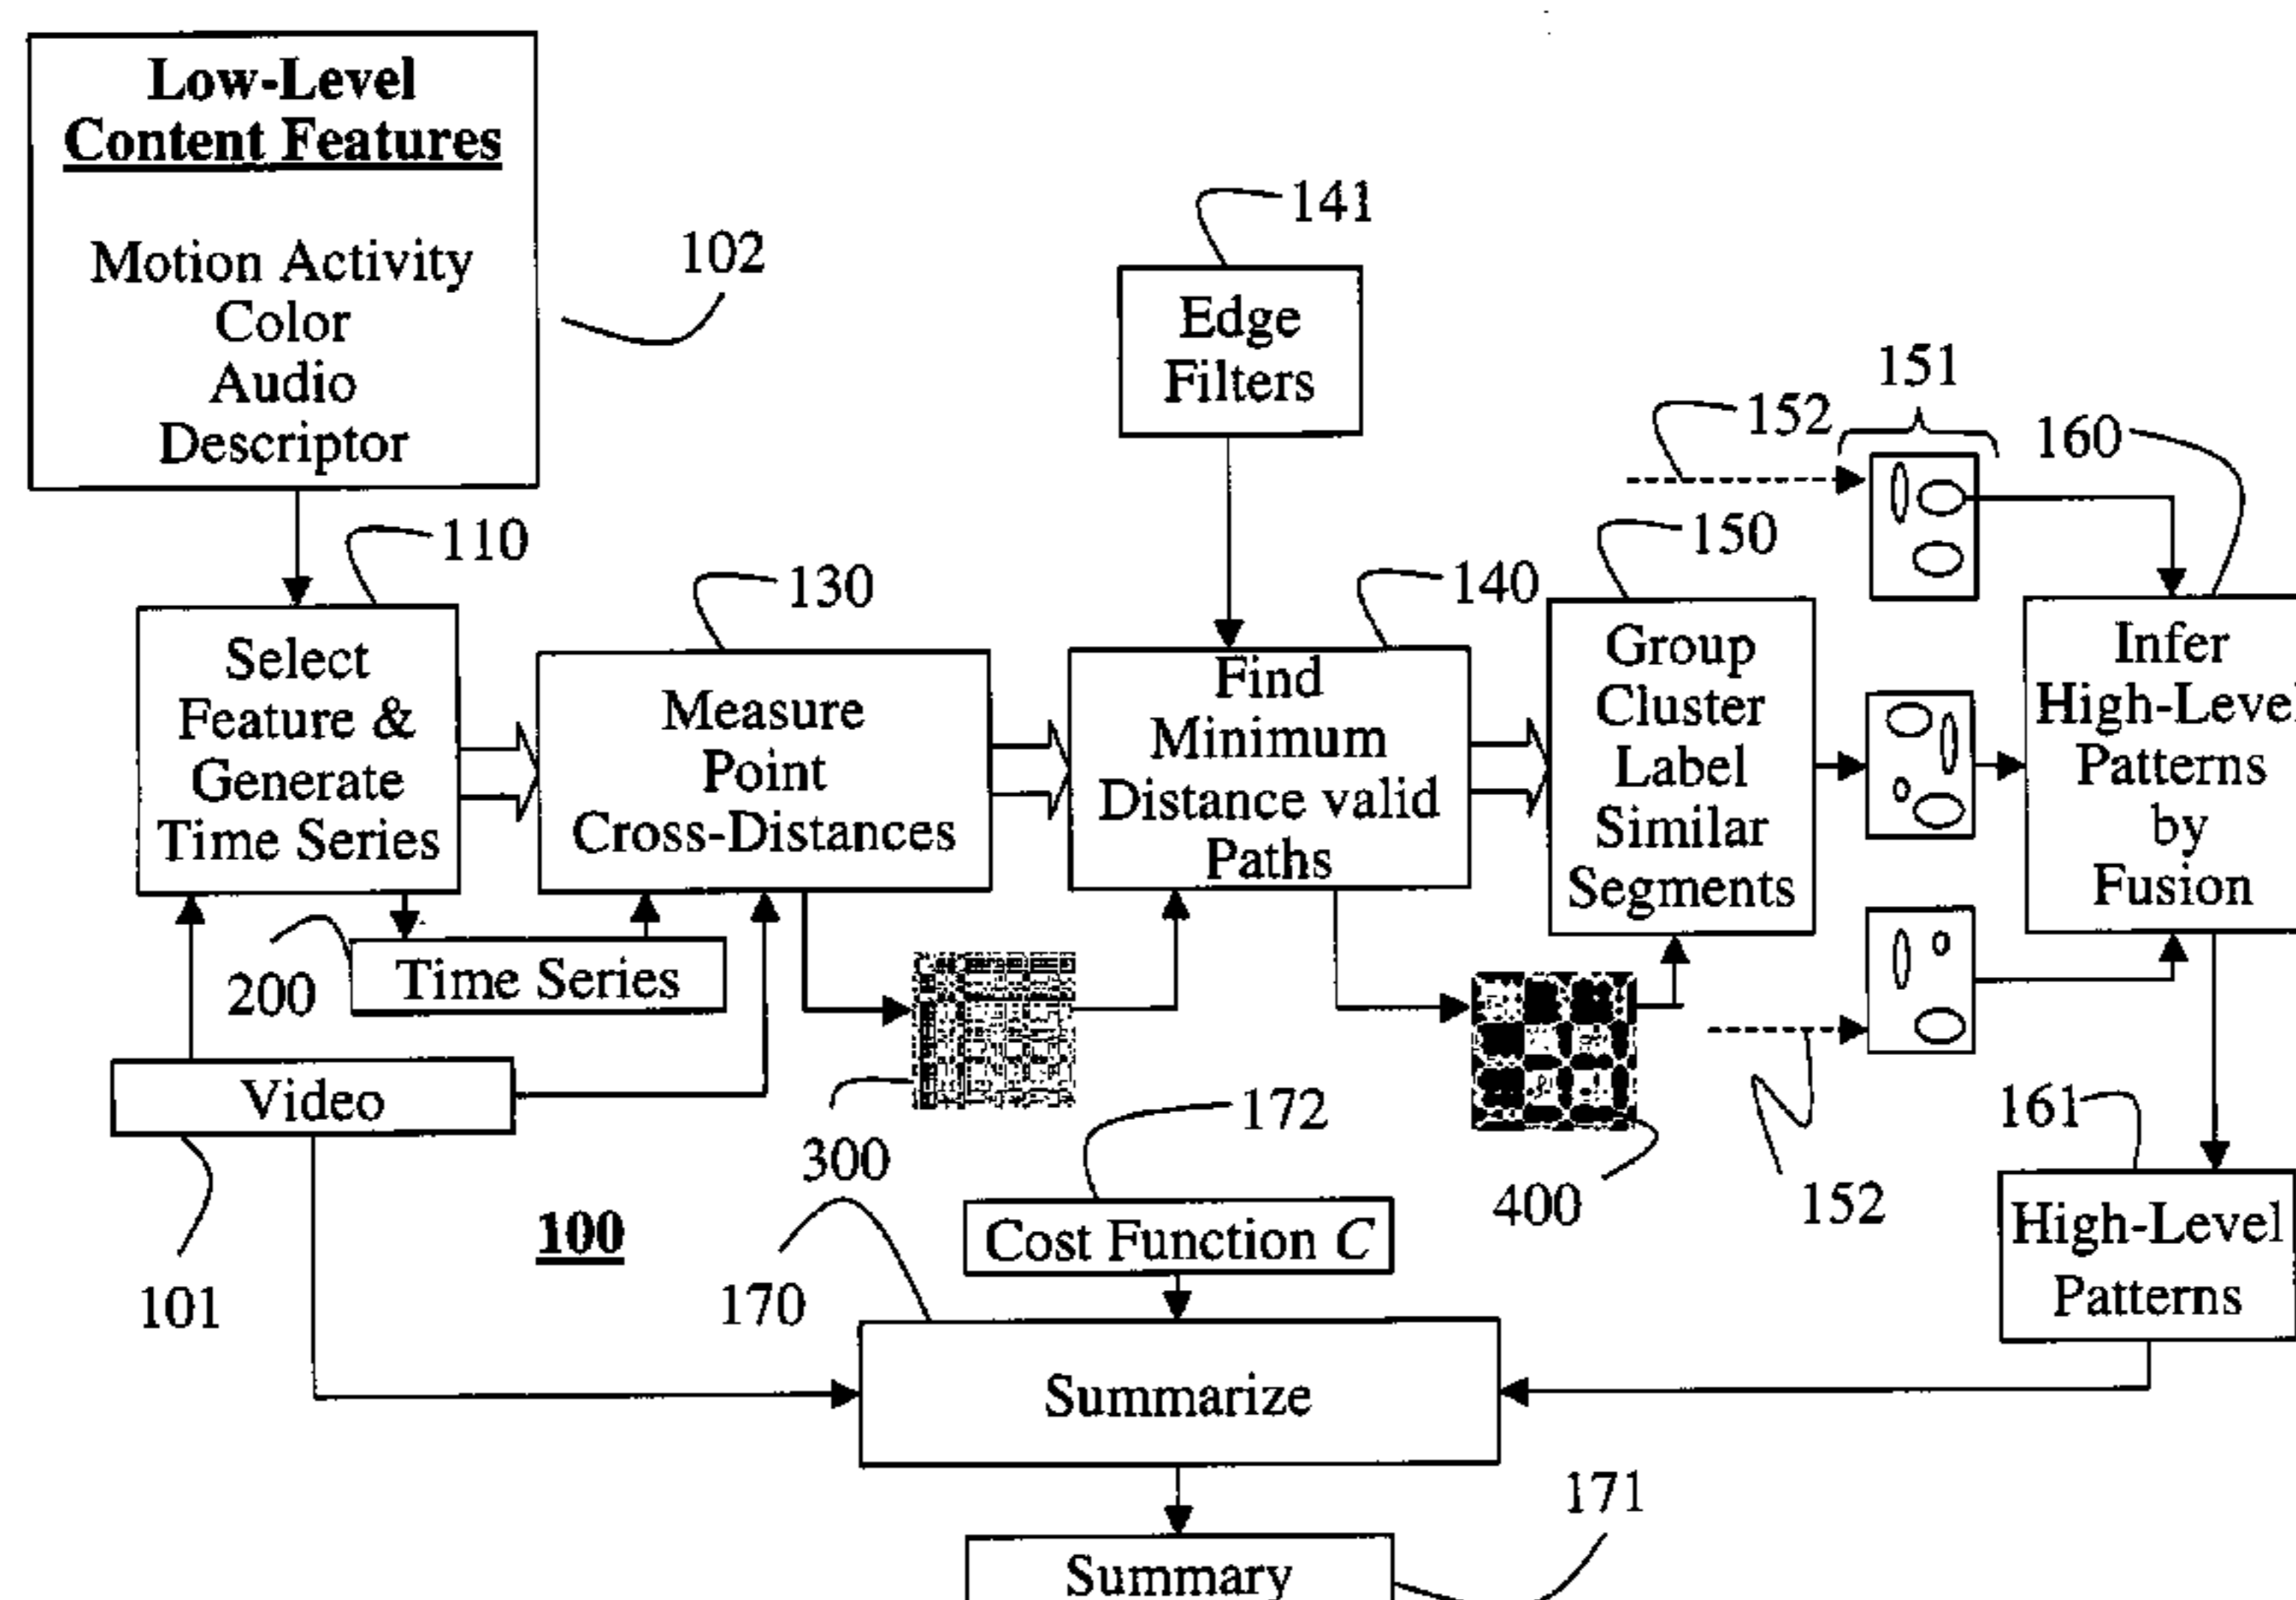 Low-Level
Content Features
Motion Activity
Color
Audio
Descriptor
102
141
Edge
Filters
151
152
160
110
130
140
150
Select
Feature &
Generate
Time Series
Measure
Point
Cross-Distances
Find
Minimum
Distance valid
Paths
Group
Cluster
Label
Similar
Segments
Infer
High-Level
Patterns
by
Fusion
200
Time Series
Video
101
300
100
172
Cost Function C
170
400
152
161
High-Level
Patterns
Summarize
171
Summary